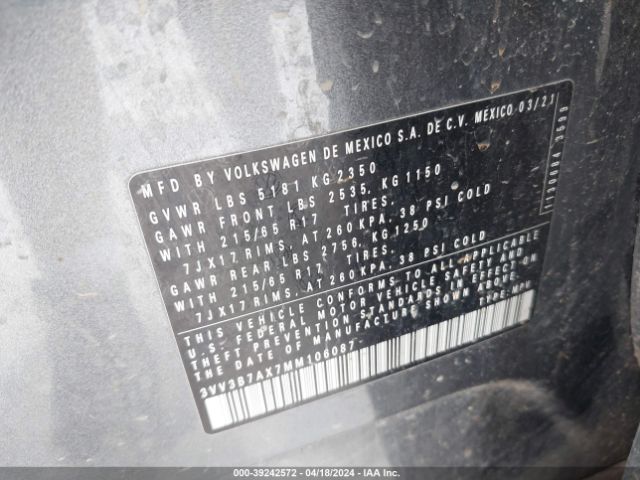 MFD BY VOLKSWAGEN DE MEXICO S.A. DE C.V. MEXICO 03/21
GVWR LBS 5181 KG 2350
GAWR FRONT LBS 2535, KG 1150
WITH 215/65 R17 TIRES,
7JX17 RIMS, AT 260 KPA, 38 PSI COLD
GAWR REAR LBS 2756, KG 1250
WITH 215/65 R17 TIRES,
7JX17 RIMS, AT 260 KPA, 38 PSI COLD
THIS VEHICLE CONFORMS TO ALL APPLICABLE
U.S. FEDERAL MOTOR VEHICLE SAFETY AND
THEFT PREVENTION STANDARDS IN EFFECT ON
THE DATE OF MANUFACTURE SHOWN ABOVE
3VV3B7AX7MM106087
TYPE: MPV
000-39242572 / 04/18/2024 / IAA Inc.